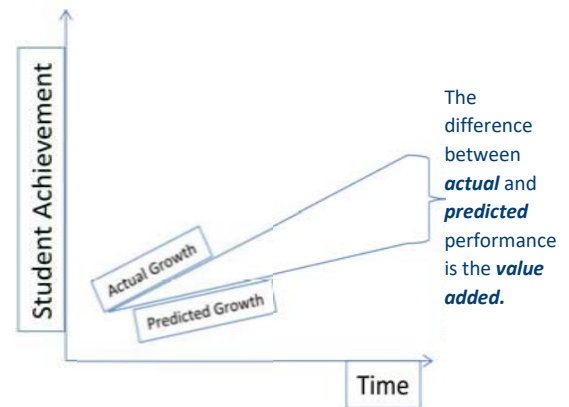 Student Achievement
Actual Growth
Predicted Growth
Time
The
difference
between
actual and
predicted
performance
is the value
added.